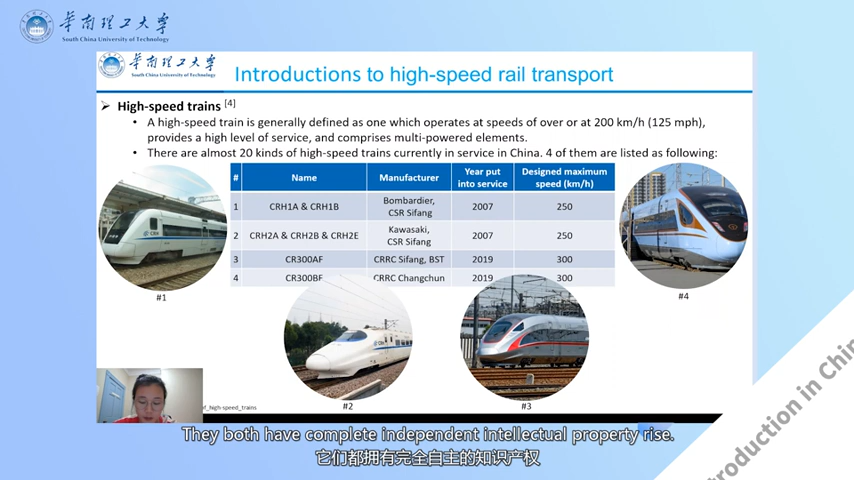 华南理工大学
South China University of Technology
华南理工大学
South China University of Technology
Introductions to high-speed rail transport
➤ High-speed trains [4]
• A high-speed train is generally defined as one which operates at speeds of over or at 200 km/h (125 mph),
provides a high level of service, and comprises multi-powered elements.
• There are almost 20 kinds of high-speed trains currently in service in China. 4 of them are listed as following:
# Name Manufacturer Year put into service Designed maximum speed (km/h)
1 CRH1A & CRH1B Bombardier, CSR Sifang 2007 250
2 CRH2A & CRH2B & CRH2E Kawasaki, CSR Sifang 2007 250
3 CR300AF CRRC Sifang, BST 2019 300
4 CR300BF CRRC Changchun 2019 300
#1
#4
#2
#3
f_high-speed_trains
They both have complete independent intellectual property rise.
它们都拥有完全自主的知识产权
troduction in Chin